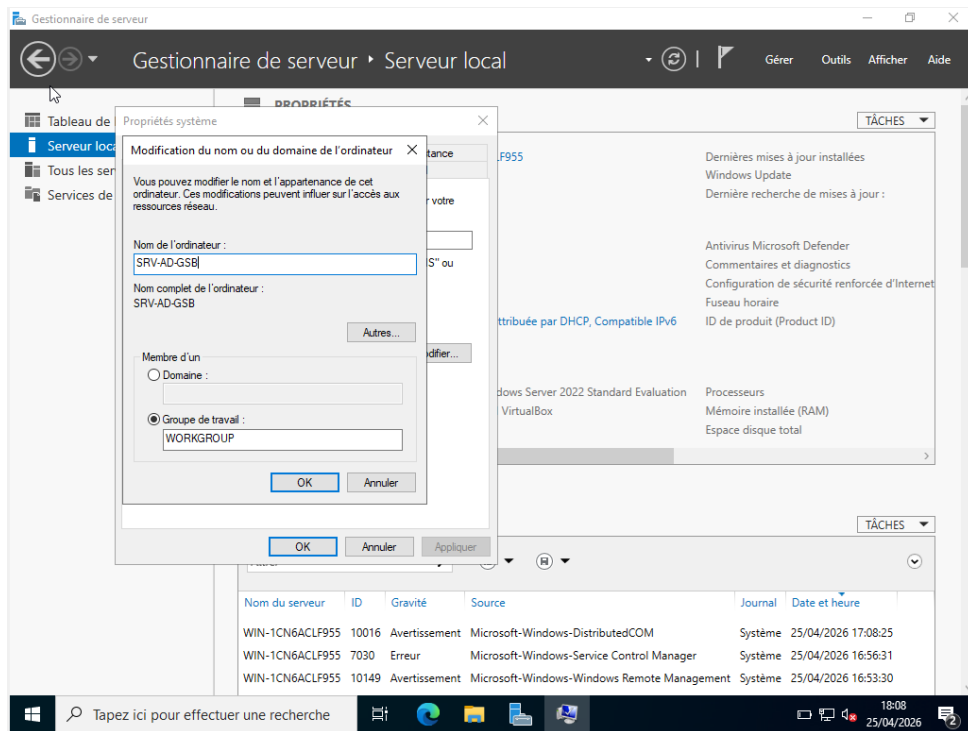 Gestionnaire de serveur
Gestionnaire de serveur • Serveur local
Gérer Outils Afficher Aide
PROPRIÉTÉS
TÂCHES
Tableau de
Serveur loca
Tous les ser
Services de
Propriétés système
tance
r votre
S" ou
odifier...
Modification du nom ou du domaine de l'ordinateur
Vous pouvez modifier le nom et l'appartenance de cet
ordinateur. Ces modifications peuvent influer sur l'accès aux
ressources réseau.
Nom de l'ordinateur :
SRV-AD-GSB
Nom complet de l'ordinateur :
SRV-AD-GSB
Autres...
Membre d'un
Domaine :
Groupe de travail :
WORKGROUP
OK Annuler
OK Annuler Appliquer
F955
Dernières mises à jour installées
Windows Update
Dernière recherche de mises à jour :
Antivirus Microsoft Defender
Commentaires et diagnostics
Configuration de sécurité renforcée d'Internet
Fuseau horaire
ttribuée par DHCP, Compatible IPv6 ID de produit (Product ID)
dows Server 2022 Standard Evaluation Processeurs
VirtualBox Mémoire installée (RAM)
Espace disque total
TÂCHES
Nom du serveur ID Gravité Source Journal Date et heure
WIN-1CN6ACLF955 10016 Avertissement Microsoft-Windows-DistributedCOM Système 25/04/2026 17:08:25
WIN-1CN6ACLF955 7030 Erreur Microsoft-Windows-Service Control Manager Système 25/04/2026 16:56:31
WIN-1CN6ACLF955 10149 Avertissement Microsoft-Windows-Windows Remote Management Système 25/04/2026 16:53:30
Tapez ici pour effectuer une recherche
18:08
25/04/2026
2